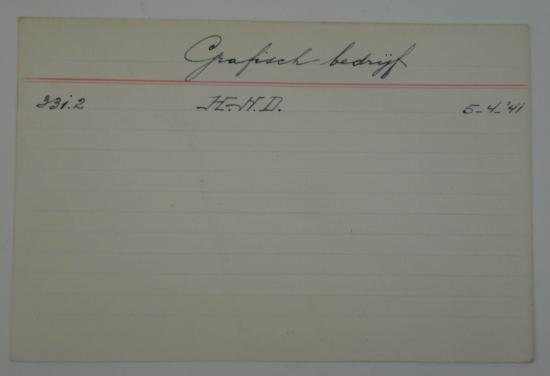 Grafisch bedrijf
331.2 H.N.D. 5-4-'41